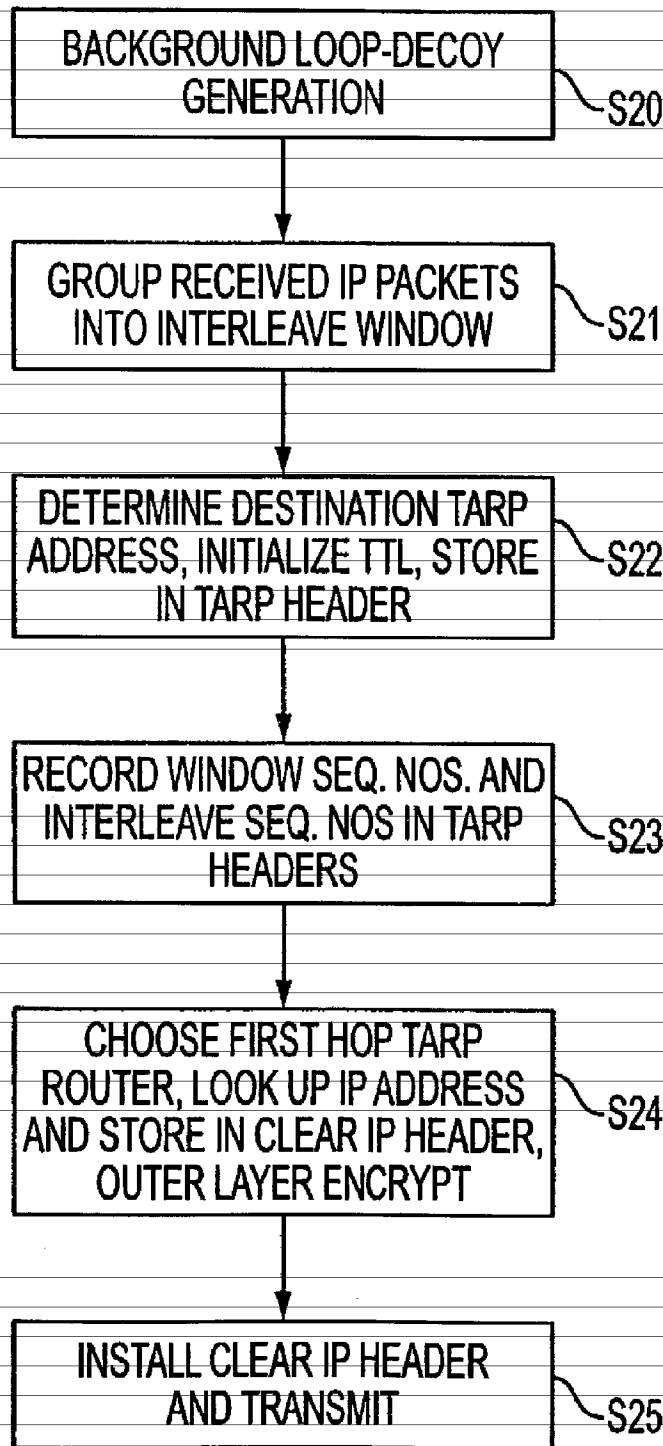 BACKGROUND LOOP-DECOY
GENERATION
S20
GROUP RECEIVED IP PACKETS
INTO INTERLEAVE WINDOW
S21
DETERMINE DESTINATION TARP
ADDRESS, INITIALIZE TTL, STORE
IN TARP HEADER
S22
RECORD WINDOW SEQ. NOS. AND
INTERLEAVE SEQ. NOS IN TARP
HEADERS
S23
CHOOSE FIRST HOP TARP
ROUTER, LOOK UP IP ADDRESS
AND STORE IN CLEAR IP HEADER,
OUTER LAYER ENCRYPT
S24
INSTALL CLEAR IP HEADER
AND TRANSMIT
S25